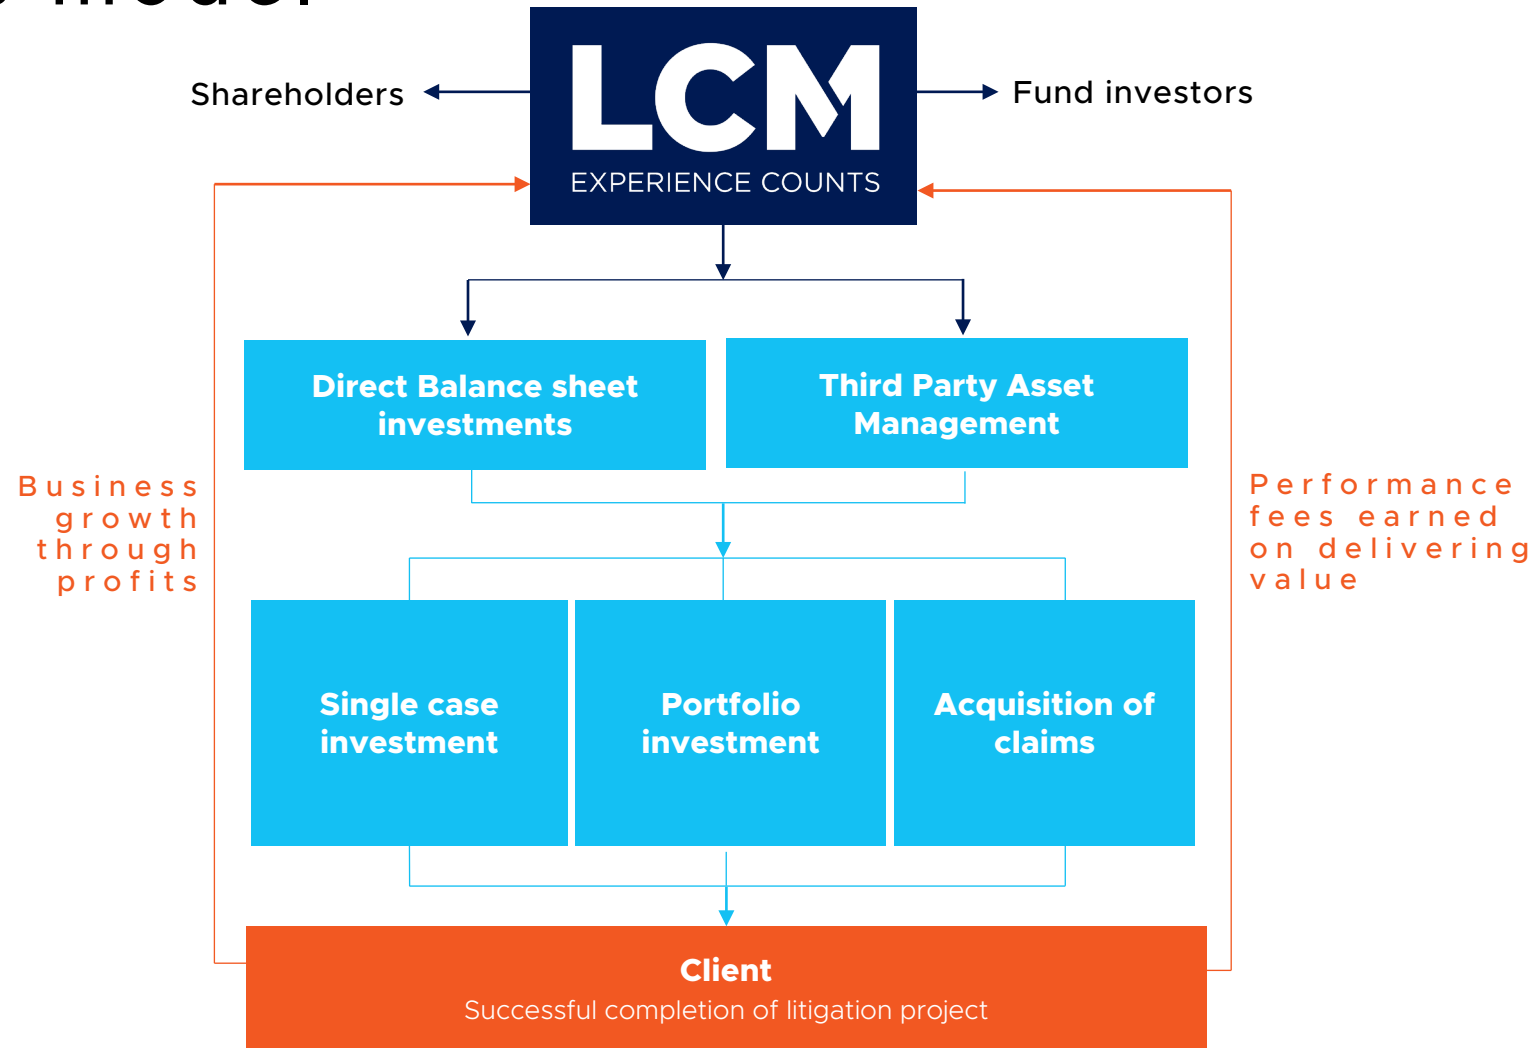 Shareholders
LCM
EXPERIENCE COUNTS
Fund investors
Direct Balance sheet
investments
Third Party Asset
Management
Business
growth
through
profits
Performance
fees earned
on delivering
value
Single case
investment
Portfolio
investment
Acquisition of
claims
Client
Successful completion of litigation project